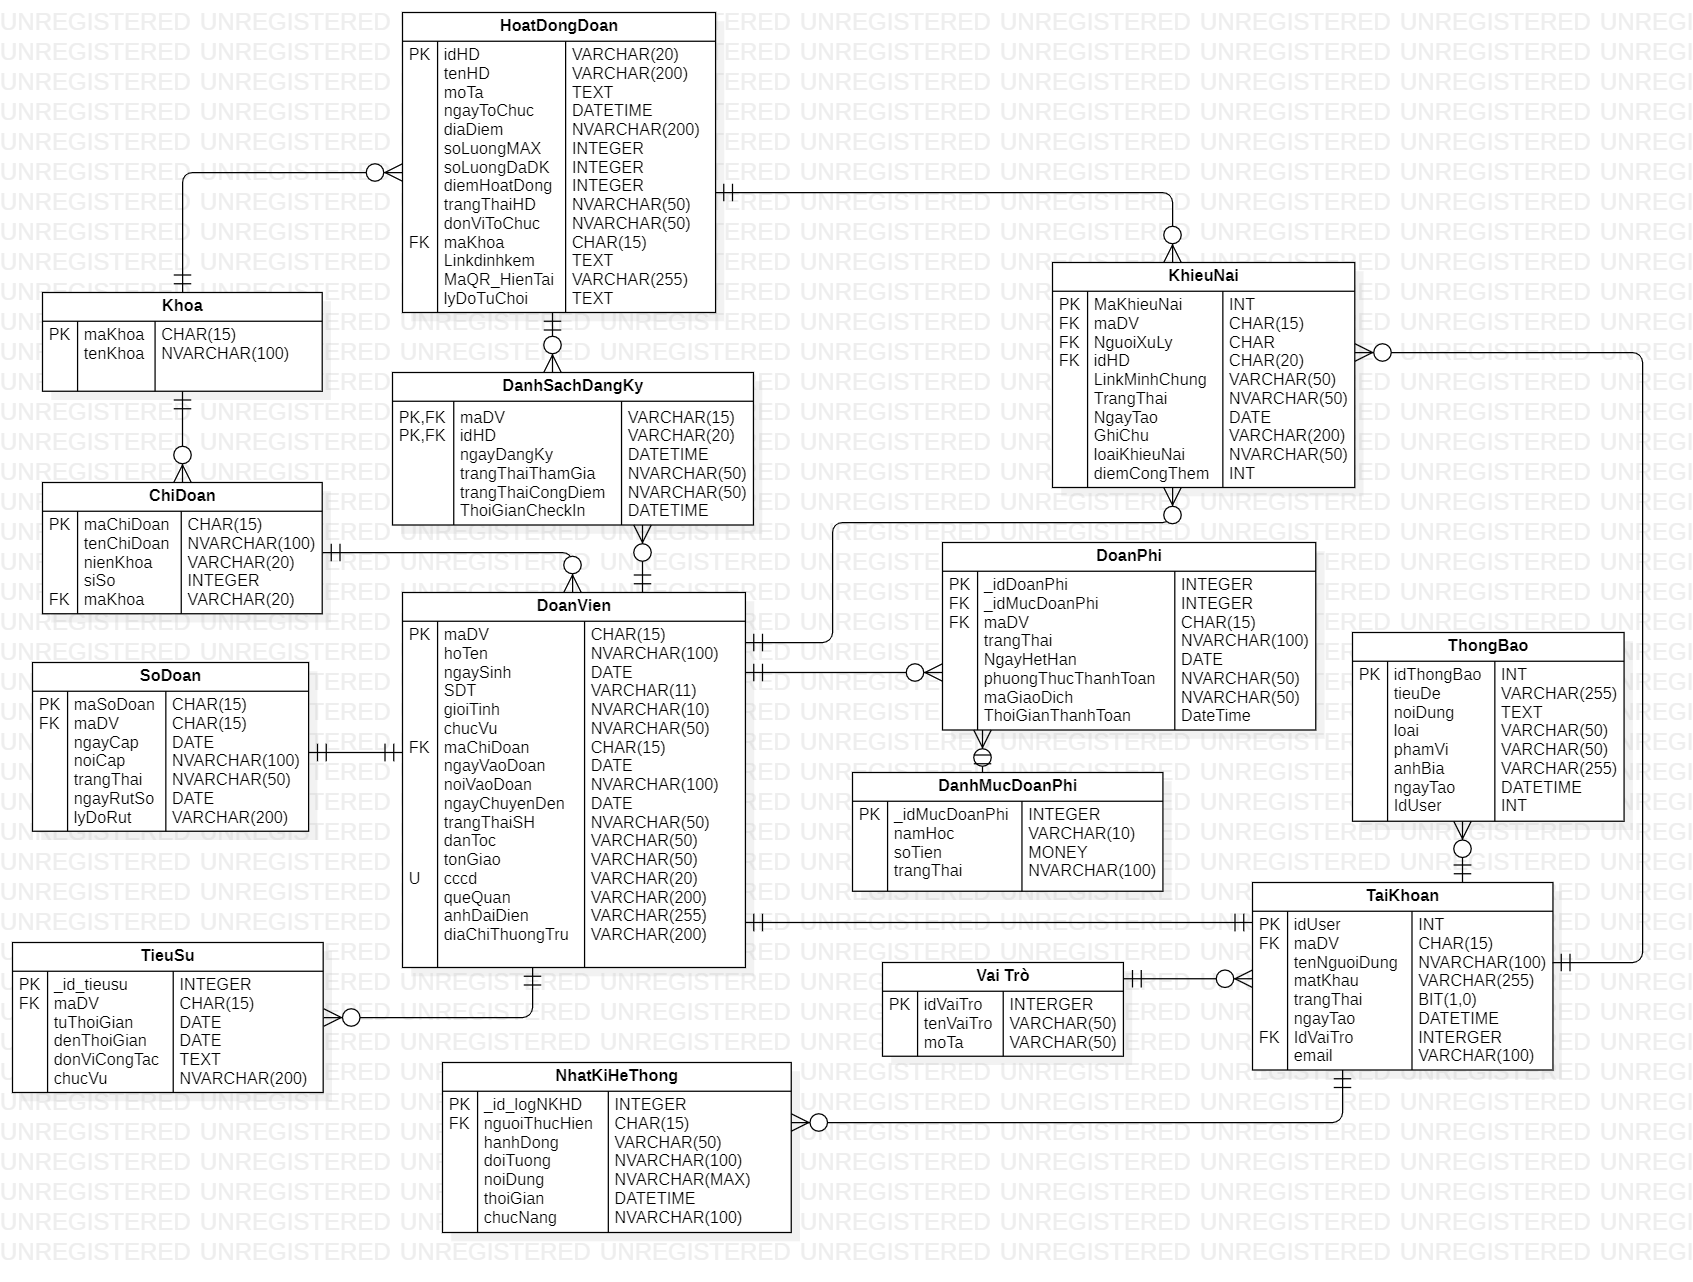 HoatDongDoan
PK idHD VARCHAR(20)
tenHD VARCHAR(200)
moTa TEXT
ngayToChuc DATETIME
diaDiem NVARCHAR(200)
soLuongMAX INTEGER
soLuongDaDK INTEGER
diemHoatDong INTEGER
trangThaiHD NVARCHAR(50)
donViToChuc NVARCHAR(50)
FK maKhoa CHAR(15)
Linkdinhkem TEXT
MaQR_HienTai VARCHAR(255)
lyDoTuChoi TEXT
Khoa
PK maKhoa CHAR(15)
tenKhoa NVARCHAR(100)
KhieuNai
PK MaKhieuNai INT
FK maDV CHAR(15)
FK NguoiXuLy CHAR
FK idHD CHAR(20)
LinkMinhChung VARCHAR(50)
TrangThai NVARCHAR(50)
NgayTao DATE
GhiChu VARCHAR(200)
loaiKhieuNai NVARCHAR(50)
diemCongThem INT
DanhSachDangKy
PK,FK maDV VARCHAR(15)
PK,FK idHD VARCHAR(20)
ngayDangKy DATETIME
trangThaiThamGia NVARCHAR(50)
trangThaiCongDiem NVARCHAR(50)
ThoiGianCheckIn DATETIME
ChiDoan
PK maChiDoan CHAR(15)
tenChiDoan NVARCHAR(100)
nienKhoa VARCHAR(20)
siSo INTEGER
FK maKhoa VARCHAR(20)
DoanVien
PK maDV CHAR(15)
hoTen NVARCHAR(100)
ngaySinh DATE
SDT VARCHAR(11)
gioiTinh NVARCHAR(10)
chucVu NVARCHAR(50)
FK maChiDoan CHAR(15)
ngayVaoDoan DATE
noiVaoDoan NVARCHAR(100)
ngayChuyenDen DATE
trangThaiSH NVARCHAR(50)
danToc VARCHAR(50)
tonGiao VARCHAR(50)
U cccd VARCHAR(20)
queQuan VARCHAR(200)
anhDaiDien VARCHAR(255)
diaChiThuongTru VARCHAR(200)
DoanPhi
PK _idDoanPhi INTEGER
FK _idMucDoanPhi INTEGER
FK maDV CHAR(15)
trangThai NVARCHAR(100)
NgayHetHan DATE
phuongThucThanhToan NVARCHAR(50)
maGiaoDich NVARCHAR(50)
ThoiGianThanhToan DateTime
SoDoan
PK maSoDoan CHAR(15)
FK maDV CHAR(15)
ngayCap DATE
noiCap NVARCHAR(100)
trangThai NVARCHAR(50)
ngayRutSo DATE
lyDoRut VARCHAR(200)
ThongBao
PK idThongBao INT
tieuDe VARCHAR(255)
noiDung TEXT
loai VARCHAR(50)
phamVi VARCHAR(50)
anhBia VARCHAR(255)
ngayTao DATETIME
IdUser INT
DanhMucDoanPhi
PK _idMucDoanPhi INTEGER
namHoc VARCHAR(10)
soTien MONEY
trangThai NVARCHAR(100)
TaiKhoan
PK idUser INT
FK maDV CHAR(15)
tenNguoiDung NVARCHAR(100)
matKhau VARCHAR(255)
trangThai BIT(1,0)
ngayTao DATETIME
FK IdVaiTro INTERGER
email VARCHAR(100)
TieuSu
PK _id_tieusu INTEGER
FK maDV CHAR(15)
tuThoiGian DATE
denThoiGian DATE
donViCongTac TEXT
chucVu NVARCHAR(200)
Vai Trò
PK idVaiTro INTERGER
tenVaiTro VARCHAR(50)
moTa VARCHAR(50)
NhatKiHeThong
PK _id_logNKHD INTEGER
FK nguoiThucHien CHAR(15)
hanhDong VARCHAR(50)
doiTuong NVARCHAR(100)
noiDung NVARCHAR(MAX)
thoiGian DATETIME
chucNang NVARCHAR(100)